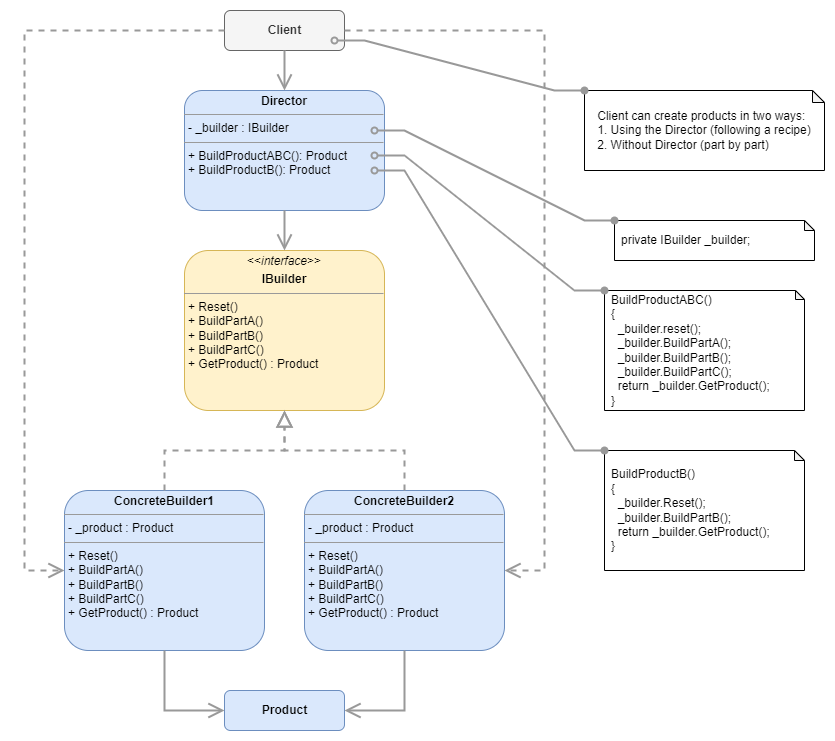 Client
Client can create products in two ways:
1. Using the Director (following a recipe)
2. Without Director (part by part)
Director
- _builder : IBuilder
+ BuildProductABC(): Product
+ BuildProductB(): Product
private IBuilder _builder;
<<interface>>
IBuilder
+ Reset()
+ BuildPartA()
+ BuildPartB()
+ BuildPartC()
+ GetProduct() : Product
BuildProductABC()
{
_builder.reset();
_builder.BuildPartA();
_builder.BuildPartB();
_builder.BuildPartC();
return _builder.GetProduct();
}
BuildProductB()
{
_builder.Reset();
_builder.BuildPartB();
return _builder.GetProduct();
}
ConcreteBuilder1
- _product : Product
+ Reset()
+ BuildPartA()
+ BuildPartB()
+ BuildPartC()
+ GetProduct() : Product
ConcreteBuilder2
- _product : Product
+ Reset()
+ BuildPartA()
+ BuildPartB()
+ BuildPartC()
+ GetProduct() : Product
Product